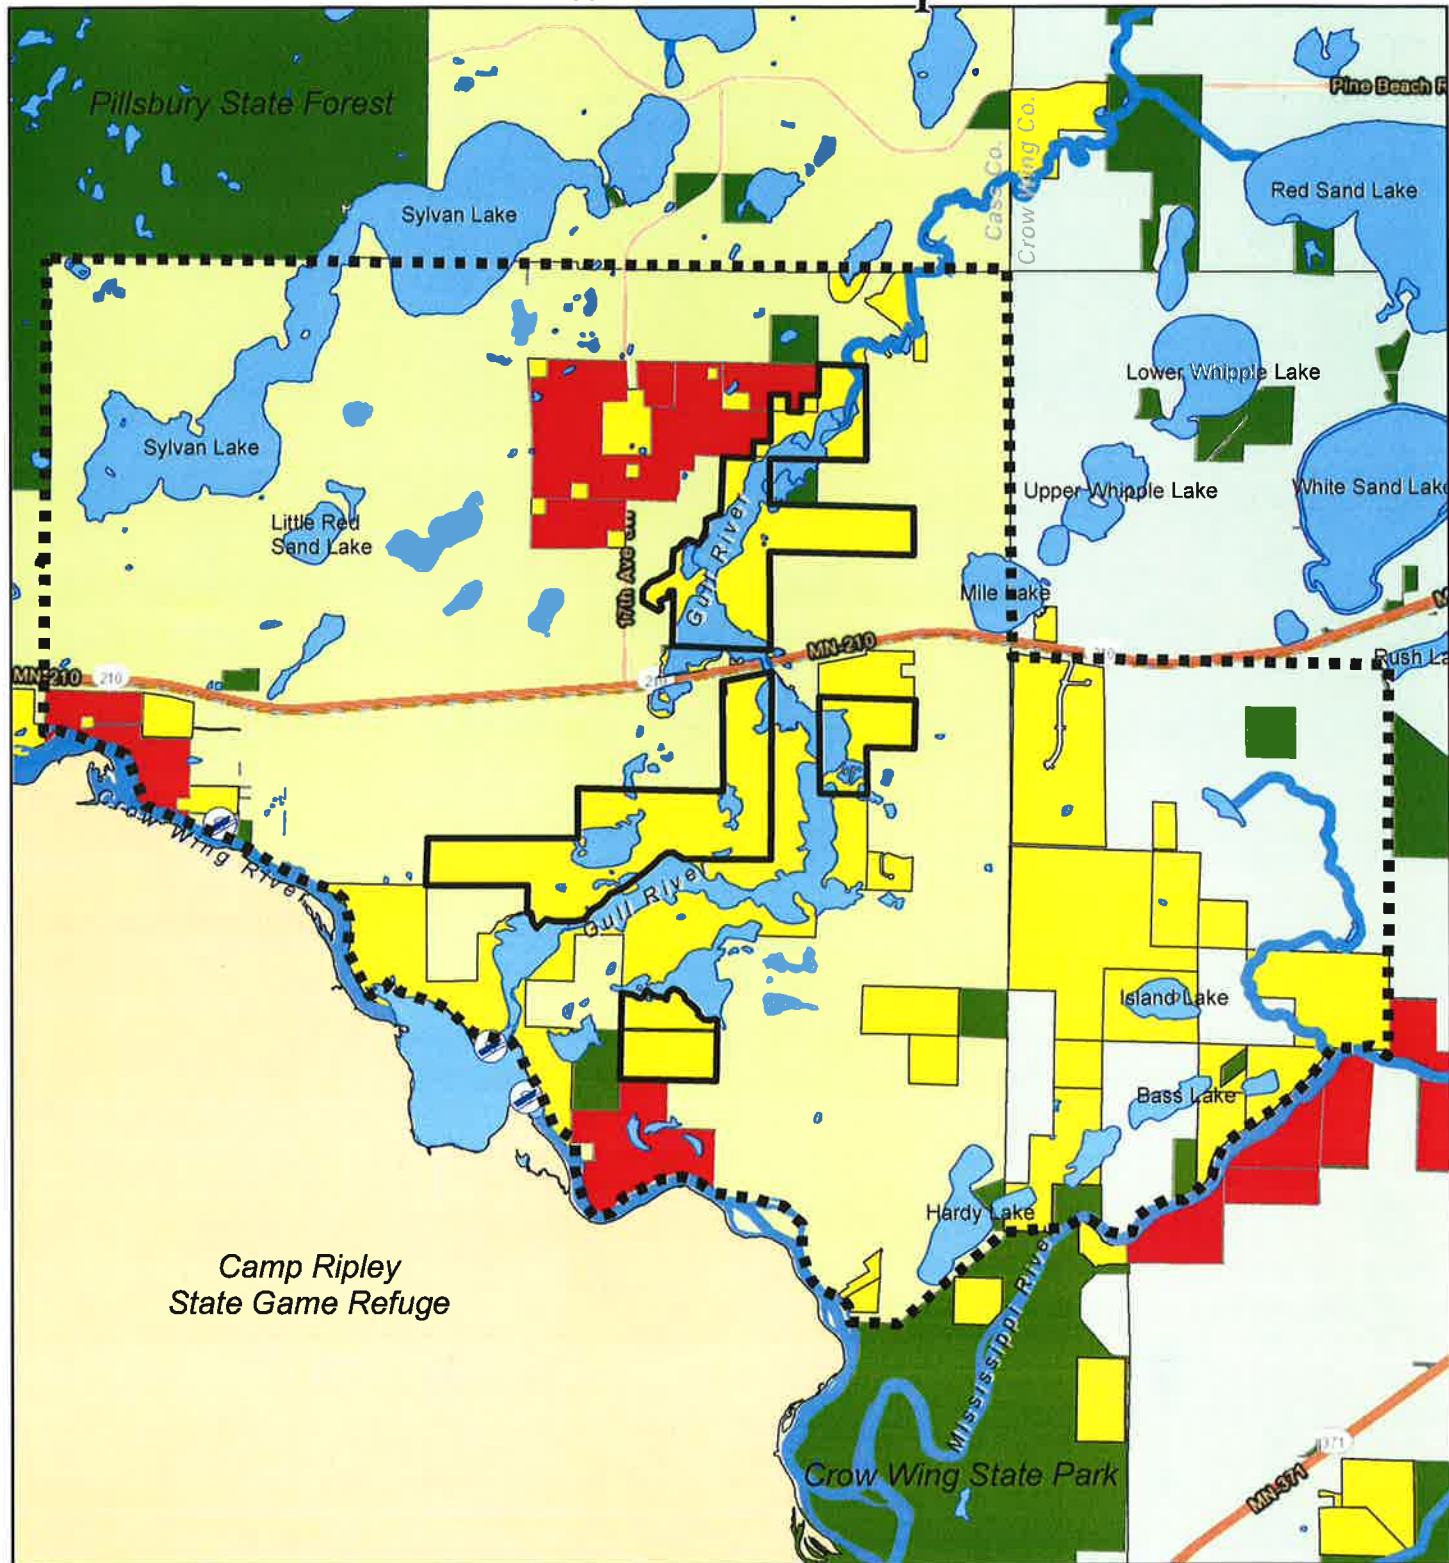 Pillsbury State Forest
Pine Beach R
Cass Co.
Crow Wing Co.
Red Sand Lake
Sylvan Lake
Lower Whipple Lake
Sylvan Lake
Upper Whipple Lake
White Sand Lake
Little Red
Sand Lake
17th Ave SW
Gull River
Mile Lake
MN-210
210
MN-210
210
210
Rush La
Crow Wing River
Gull River
Island Lake
Bass Lake
Hardy Lake
Camp Ripley
State Game Refuge
Mississippi River
Crow Wing State Park
371
MN-371